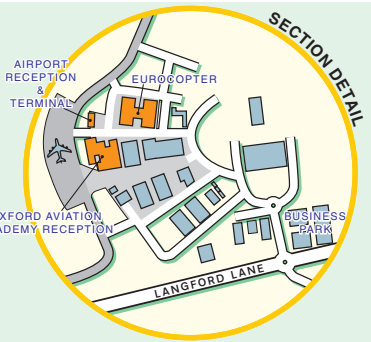 SECTION DETAIL
AIRPORT
RECEPTION
&
TERMINAL
EUROCOPTER
XFORD AVIATION
ADEMY RECEPTION
BUSINESS
PARK
LANGFORD LANE